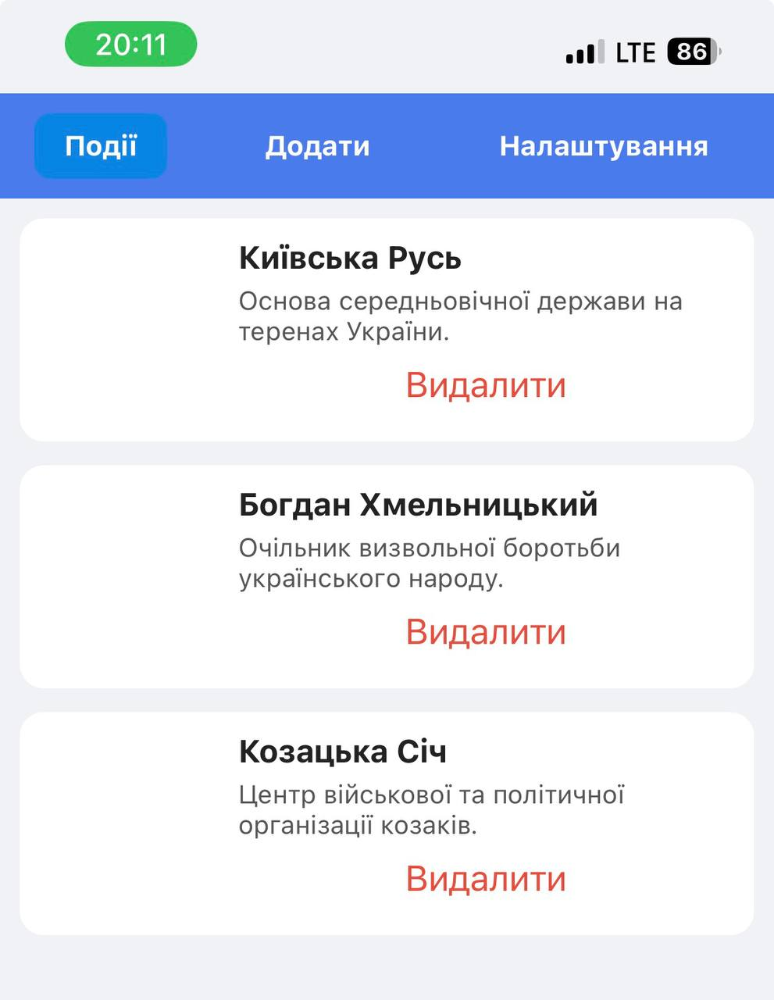 20:11
LTE 86
Події Додати Налаштування
Київська Русь
Основа середньовічної держави на
теренах України.
Видалити
Богдан Хмельницький
Очільник визвольної боротьби
українського народу.
Видалити
Козацька Січ
Центр військової та політичної
організації козаків.
Видалити